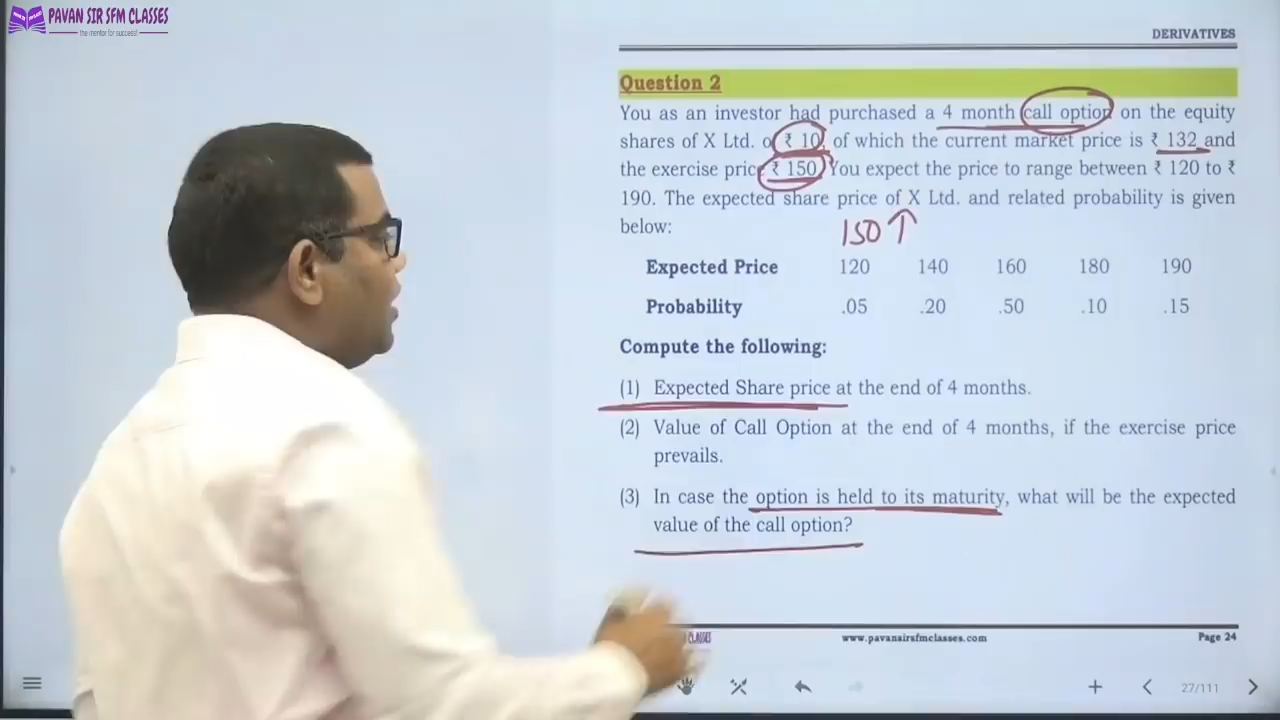 PAVAN SIR SFM CLASSES
the mentor for success!
DERIVATIVES
Question 2
You as an investor had purchased a 4 month call option on the equity
shares of X Ltd. o ₹ 10, of which the current market price is ₹ 132 and
the exercise price ₹ 150. You expect the price to range between ₹ 120 to ₹
190. The expected share price of X Ltd. and related probability is given
below:
150 ↑
Expected Price 120 140 160 180 190
Probability .05 .20 .50 .10 .15
Compute the following:
(1) Expected Share price at the end of 4 months.
(2) Value of Call Option at the end of 4 months, if the exercise price
prevails.
(3) In case the option is held to its maturity, what will be the expected
value of the call option?
CLASSES www.pavansirsfmclasses.com Page 24
27/111